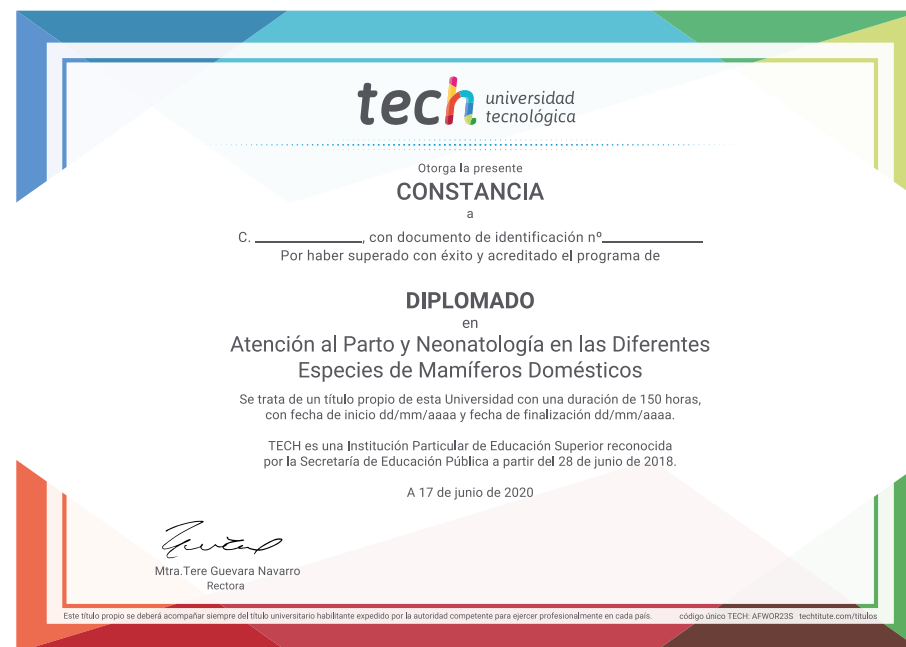 tech universidad
tecnológica
Otorga la presente
CONSTANCIA
a
C. ____________, con documento de identificación nº____________
Por haber superado con éxito y acreditado el programa de
DIPLOMADO
en
Atención al Parto y Neonatología en las Diferentes
Especies de Mamíferos Domésticos
Se trata de un título propio de esta Universidad con una duración de 150 horas,
con fecha de inicio dd/mm/aaaa y fecha de finalización dd/mm/aaaa.
TECH es una Institución Particular de Educación Superior reconocida
por la Secretaría de Educación Pública a partir del 28 de junio de 2018.
A 17 de junio de 2020
Mtra.Tere Guevara Navarro
Rectora
Este título propio se deberá acompañar siempre del título universitario habilitante expedido por la autoridad competente para ejercer profesionalmente en cada país. código único TECH: AFWOR23S techtitute.com/titulos